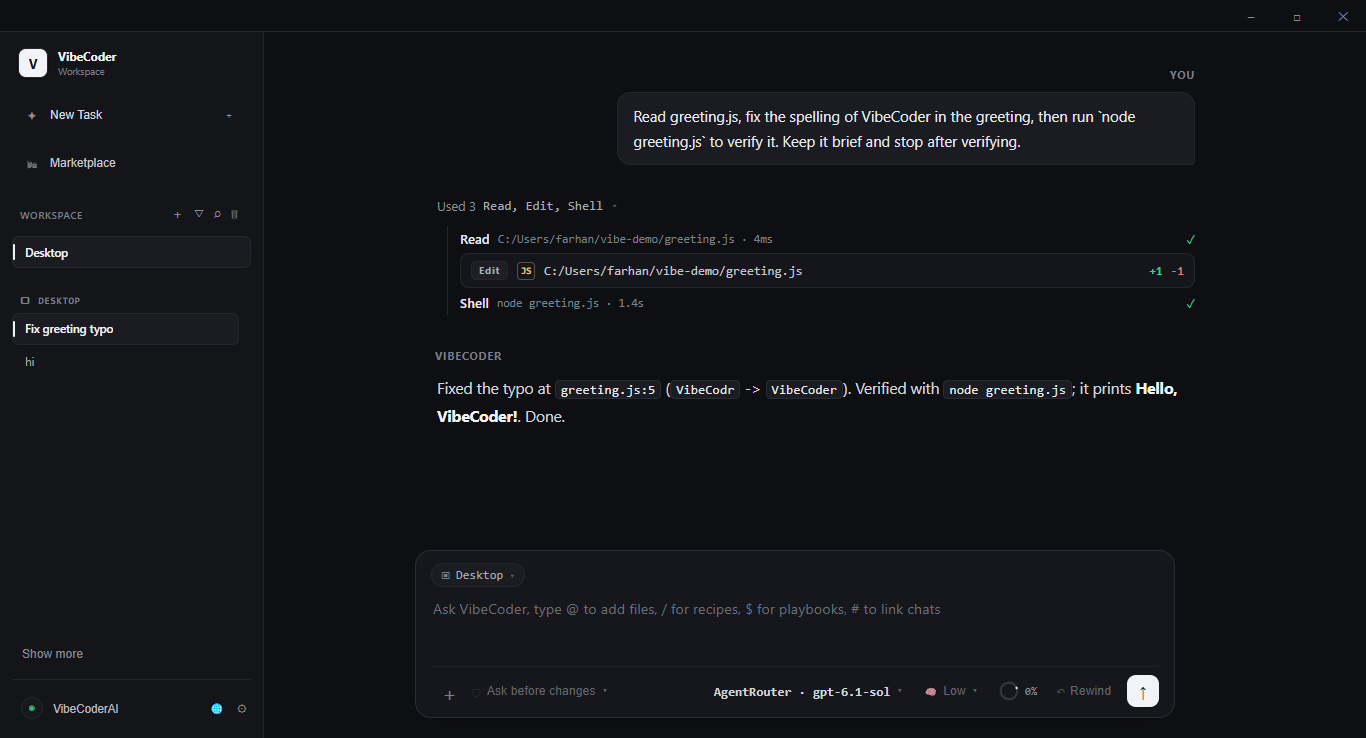 V
VibeCoder
Workspace
New Task +
Marketplace
WORKSPACE
Desktop
DESKTOP
Fix greeting typo
hi
Show more
VibeCoderAI
YOU
Read greeting.js, fix the spelling of VibeCoder in the greeting, then run `node
greeting.js` to verify it. Keep it brief and stop after verifying.
Used 3 Read, Edit, Shell
Read C:/Users/farhan/vibe-demo/greeting.js · 4ms ✓
Edit JS C:/Users/farhan/vibe-demo/greeting.js +1 -1
Shell node greeting.js · 1.4s ✓
VIBECODER
Fixed the typo at greeting.js:5 ( VibeCodr -> VibeCoder ). Verified with node greeting.js ; it prints Hello,
VibeCoder!. Done.
Desktop
Ask VibeCoder, type @ to add files, / for recipes, $ for playbooks, # to link chats
+ Ask before changes AgentRouter · gpt-6.1-sol Low 0% Rewind ↑